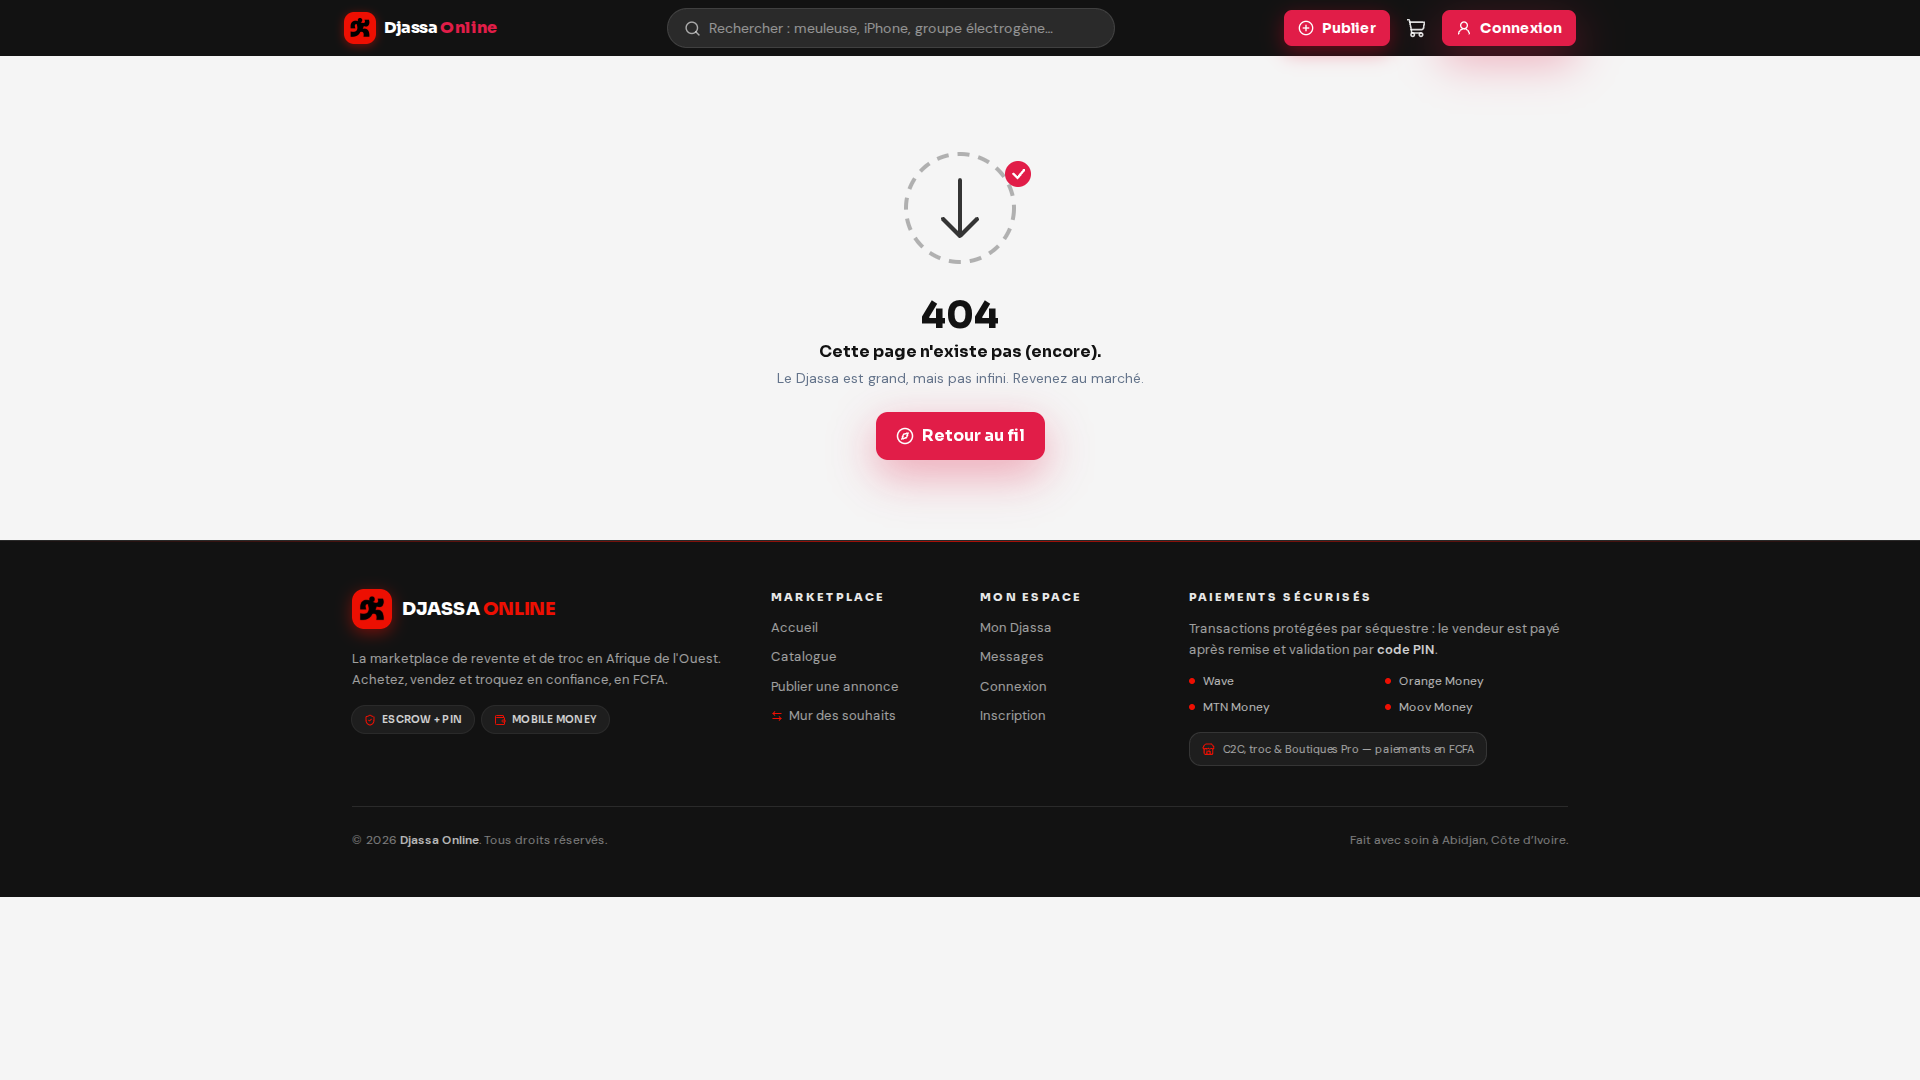 Djassa Online
Rechercher : meuleuse, iPhone, groupe électrogène...
Publier
Connexion
404
Cette page n'existe pas (encore).
Le Djassa est grand, mais pas infini. Revenez au marché.
Retour au fil
DJASSA ONLINE
La marketplace de revente et de troc en Afrique de l'Ouest.
Achetez, vendez et troquez en confiance, en FCFA.
ESCROW + PIN
MOBILE MONEY
MARKETPLACE
Accueil
Catalogue
Publier une annonce
Mur des souhaits
MON ESPACE
Mon Djassa
Messages
Connexion
Inscription
PAIEMENTS SÉCURISÉS
Transactions protégées par séquestre : le vendeur est payé
après remise et validation par code PIN.
Wave
Orange Money
MTN Money
Moov Money
C2C, troc & Boutiques Pro — paiements en FCFA
© 2026 Djassa Online. Tous droits réservés.
Fait avec soin à Abidjan, Côte d’Ivoire.